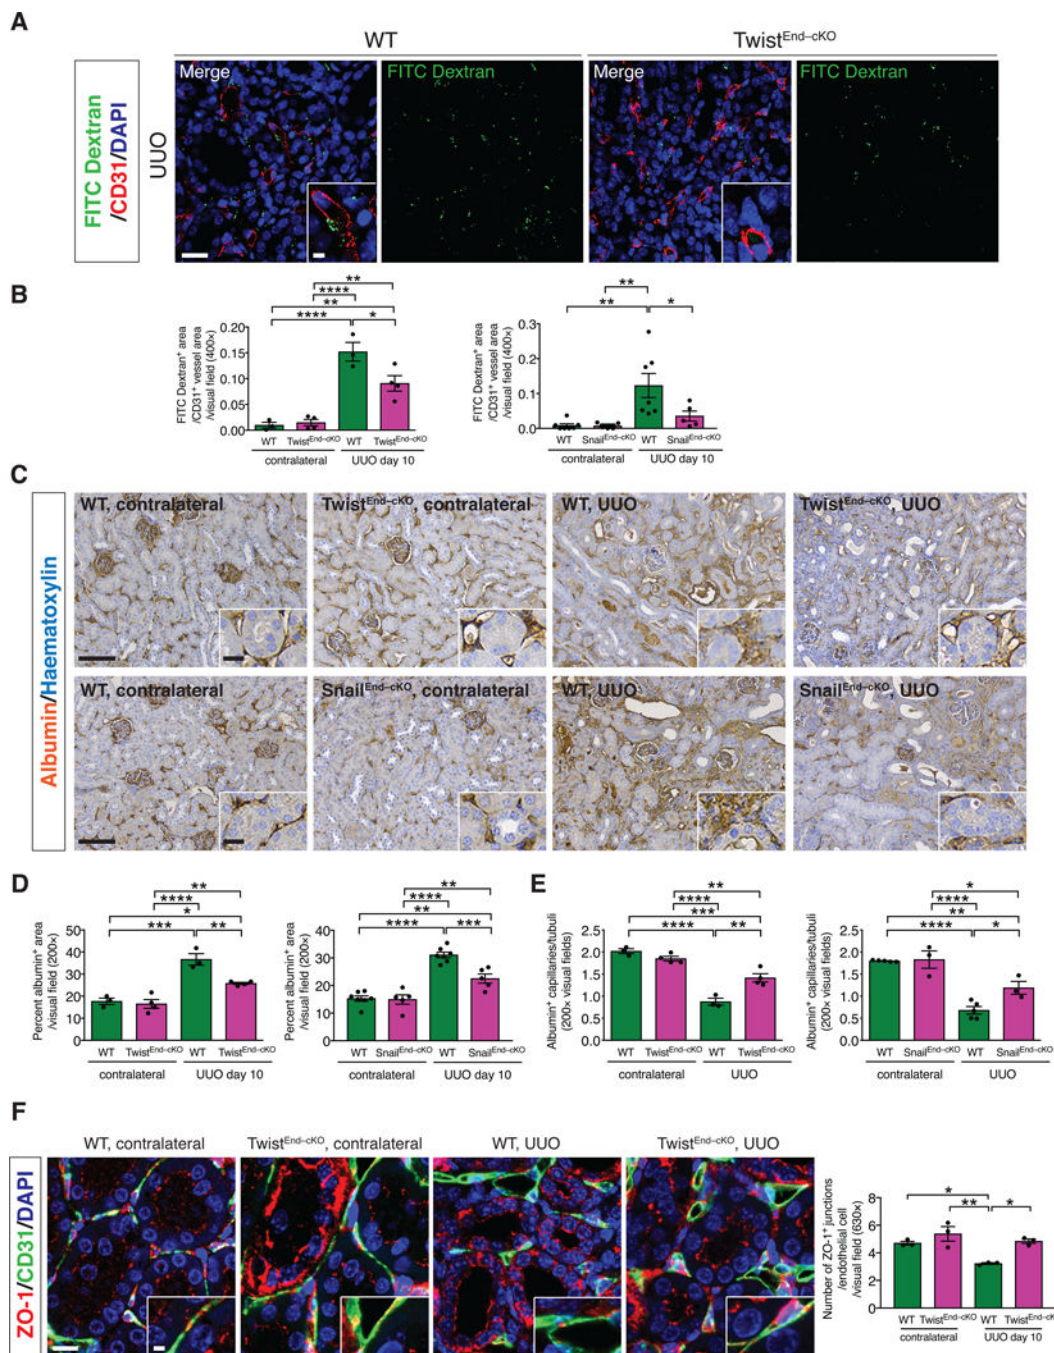 A
WT
Twist^End–cKO
FITC Dextran
/CD31/DAPI
UUO
Merge
FITC Dextran
Merge
FITC Dextran
B
**
****
**
****
*
FITC Dextran⁺ area
/CD31⁺ vessel area
/visual field (400×)
0.20
0.15
0.10
0.05
0.00
WT Twist^End–cKO WT Twist^End–cKO
contralateral UUO day 10
**
**
*
FITC Dextran⁺ area
/CD31⁺ vessel area
/visual field (400×)
0.3
0.2
0.1
0.0
WT Snail^End–cKO WT Snail^End–cKO
contralateral UUO day 10
C
Albumin/Haematoxylin
WT, contralateral
Twist^End–cKO, contralateral
WT, UUO
Twist^End–cKO, UUO
WT, contralateral
Snail^End–cKO, contralateral
WT, UUO
Snail^End–cKO, UUO
D
**
****
*
***
**
Percent albumin⁺ area
/visual field (200×)
50
40
30
20
10
0
WT Twist^End–cKO WT Twist^End–cKO
contralateral UUO day 10
**
****
**
****
***
Percent albumin⁺ area
/visual field (200×)
40
30
20
10
0
WT Snail^End–cKO WT Snail^End–cKO
contralateral UUO day 10
E
**
****
***
****
**
Albumin⁺ capillaries/tubuli
(200× visual fields)
2.5
2.0
1.5
1.0
0.5
0.0
WT Twist^End–cKO WT Twist^End–cKO
contralateral UUO
*
****
**
****
*
Albumin⁺ capillaries/tubuli
(200× visual fields)
2.5
2.0
1.5
1.0
0.5
0.0
WT Snail^End–cKO WT Snail^End–cKO
contralateral UUO
F
ZO-1/CD31/DAPI
WT, contralateral
Twist^End–cKO, contralateral
WT, UUO
Twist^End–cKO, UUO
*
**
*
Number of ZO-1⁺ junctions
/endothelial cell
/visual field (630×)
8
6
4
2
0
WT Twist^End–cKO WT Twist^End–cKO
contralateral UUO day 10